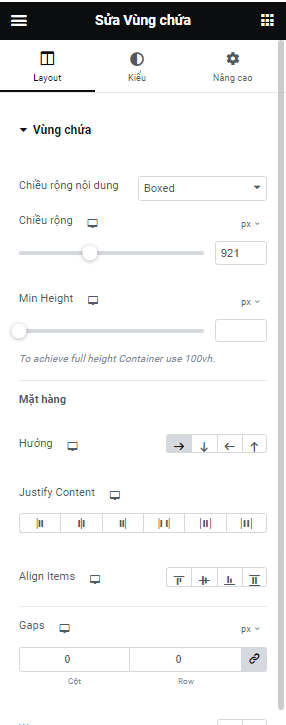 Sửa Vùng chứa
Layout
Kiểu
Nâng cao
Vùng chứa
Chiều rộng nội dung
Boxed
Chiều rộng
px
921
Min Height
px
To achieve full height Container use 100vh.
Mặt hàng
Hướng
Justify Content
Align Items
Gaps
px
0
0
Cột
Row